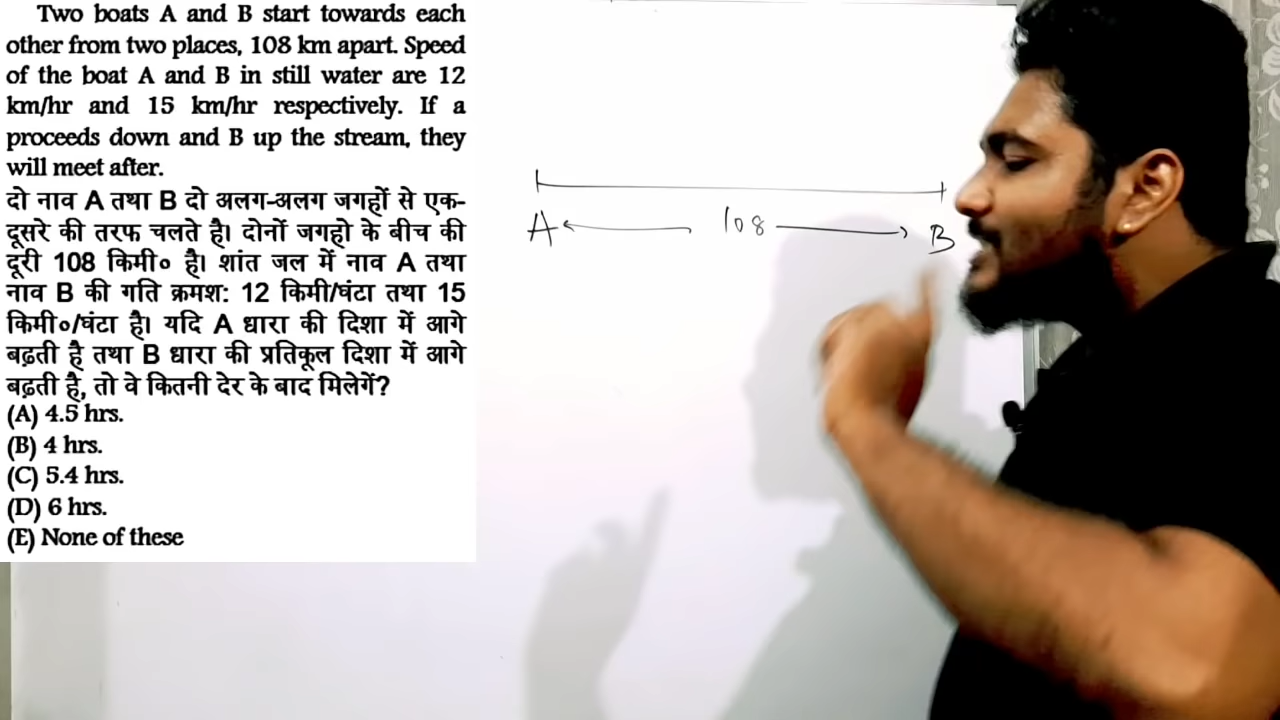 Two boats A and B start towards each
other from two places, 108 km apart. Speed
of the boat A and B in still water are 12
km/hr and 15 km/hr respectively. If a
proceeds down and B up the stream, they
will meet after.
दो नाव A तथा B दो अलग-अलग जगहों से एक-
दूसरे की तरफ चलते है। दोनों जगहो के बीच की
दूरी 108 किमी० है। शांत जल में नाव A तथा
नाव B की गति क्रमश: 12 किमी/घंटा तथा 15
किमी०/घंटा है। यदि A धारा की दिशा में आगे
बढ़ती है तथा B धारा की प्रतिकूल दिशा में आगे
बढ़ती है, तो वे कितनी देर के बाद मिलेगें?
(A) 4.5 hrs.
(B) 4 hrs.
(C) 5.4 hrs.
(D) 6 hrs.
(E) None of these
A 108 B